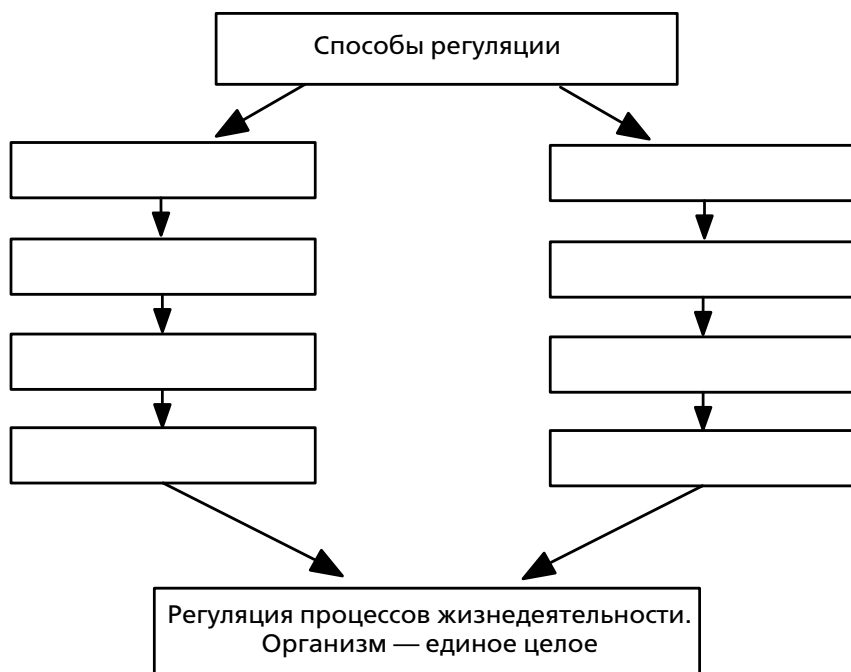 Способы регуляции
Регуляция процессов жизнедеятельности.
Организм — единое целое